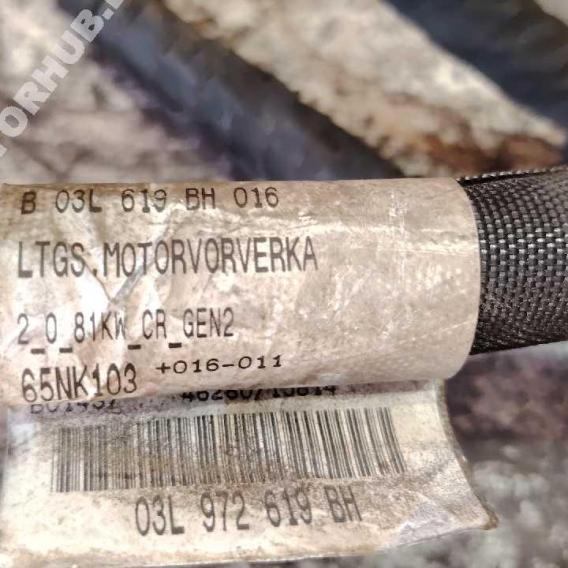 B 03L 619 BH 016
LTGS.MOTORVORVERKA
2_0_81KW_CR_GEN2
65NK103 +016-011
03L 972 619 BH